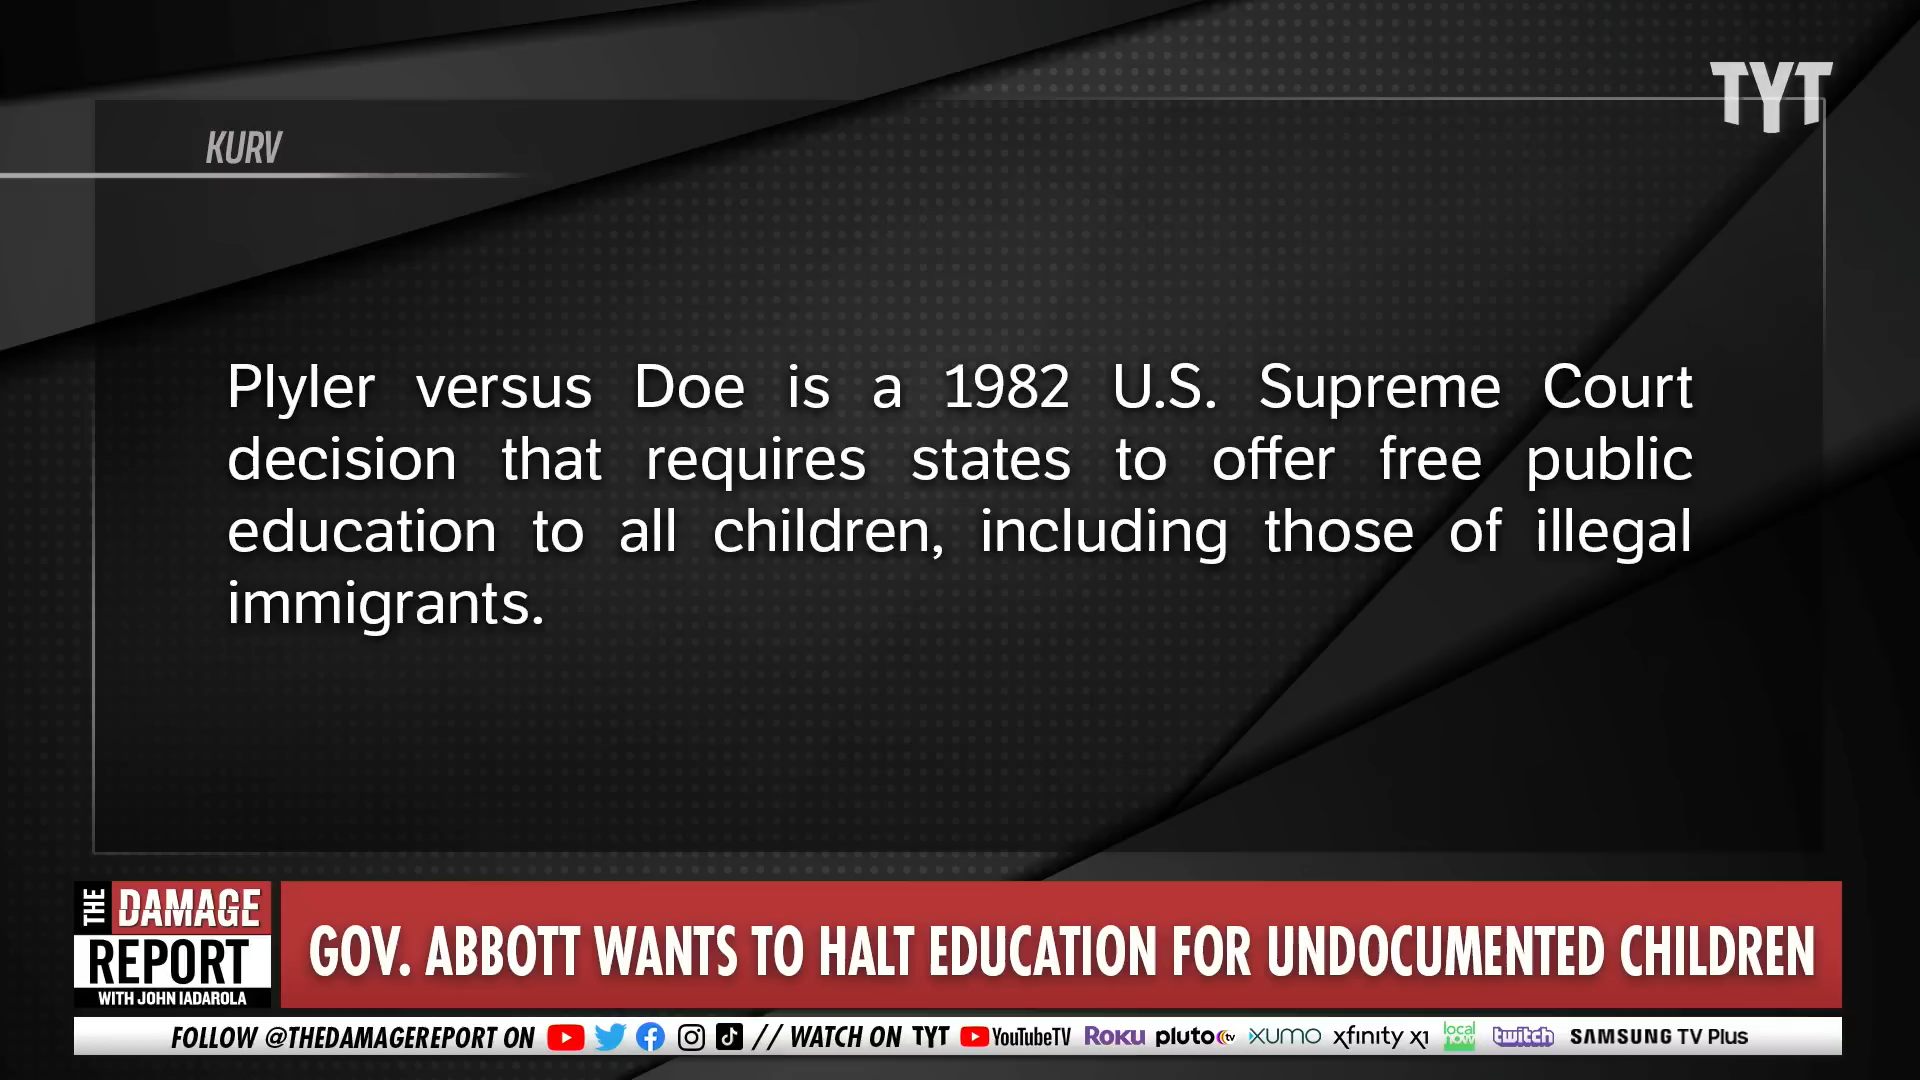 TYT
KURV
Plyler versus Doe is a 1982 U.S. Supreme Court
decision that requires states to offer free public
education to all children, including those of illegal
immigrants.
THE DAMAGE
REPORT
WITH JOHN IADAROLA
GOV. ABBOTT WANTS TO HALT EDUCATION FOR UNDOCUMENTED CHILDREN
FOLLOW @THEDAMAGEREPORT ON // WATCH ON TYT YouTubeTV ROKU pluto tv xumo xfinity x1 local now twitch SAMSUNG TV Plus